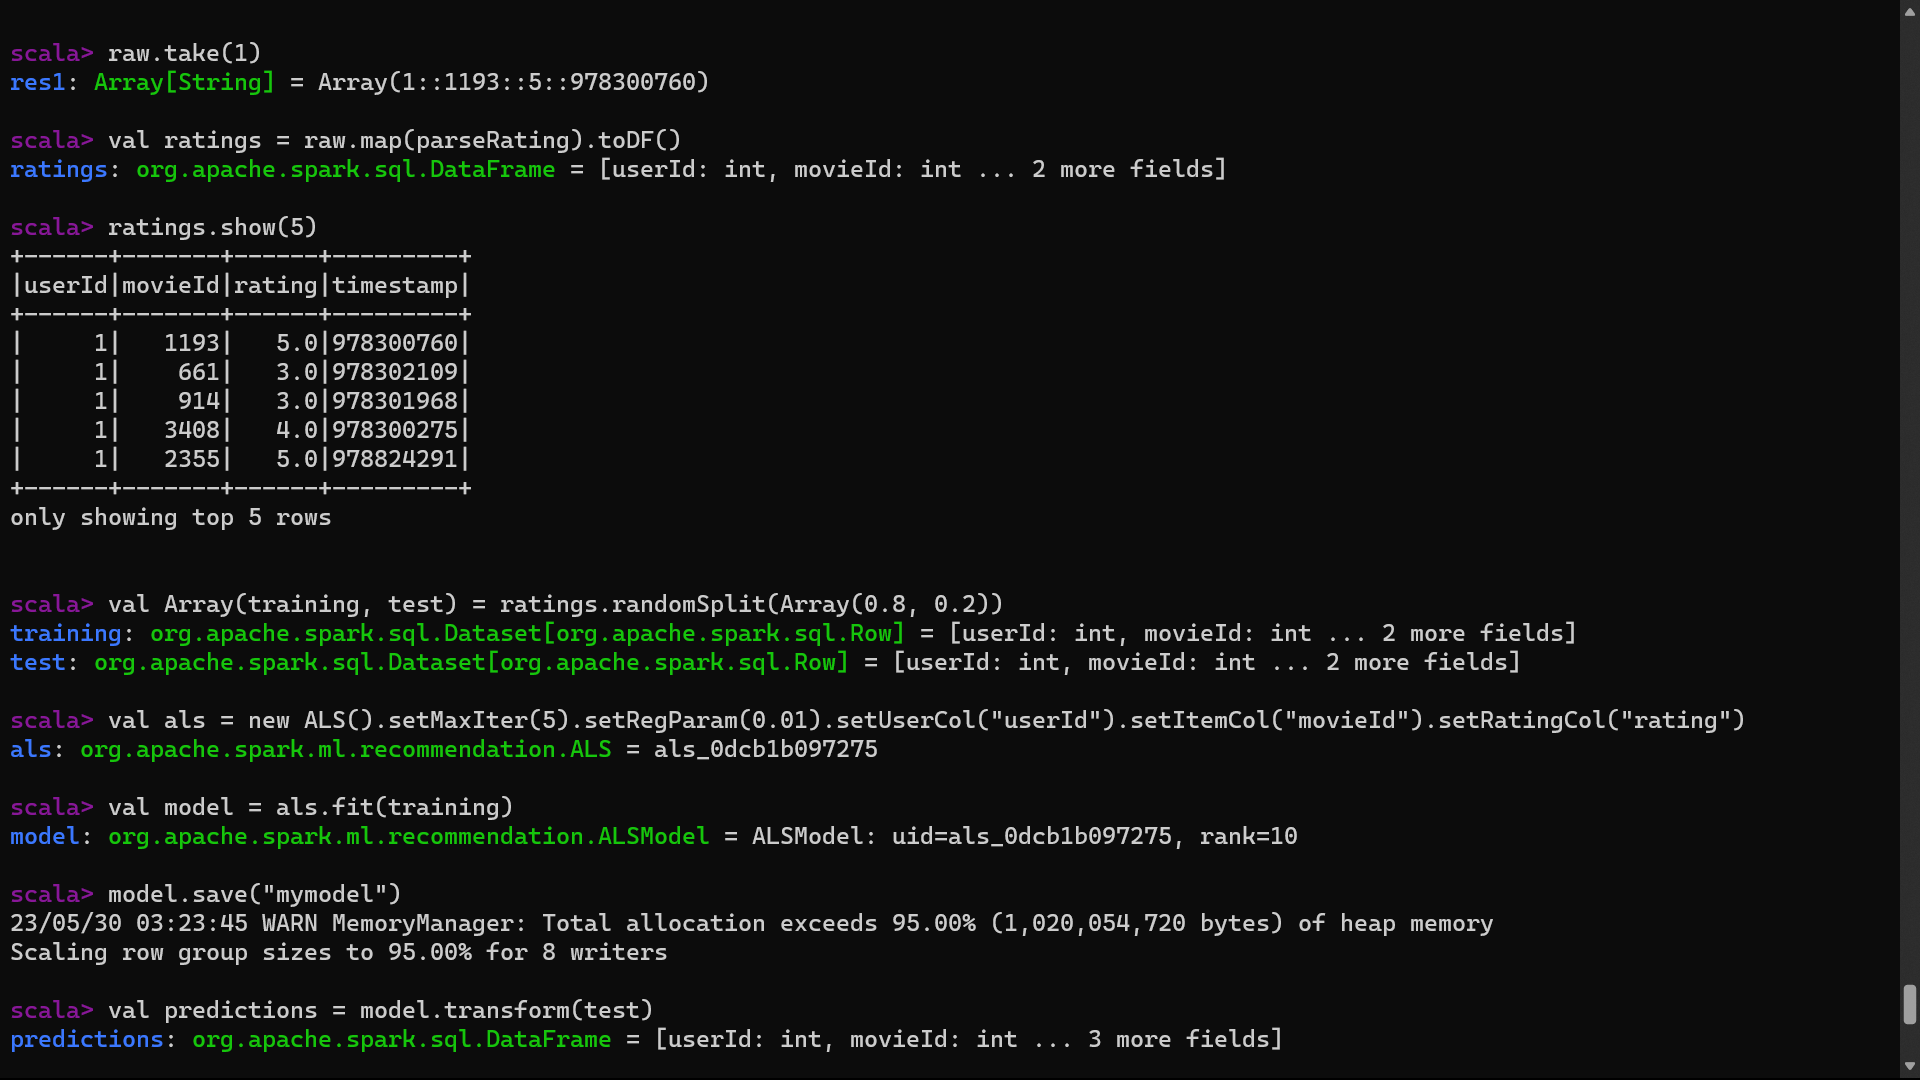 scala> raw.take(1)
res1: Array[String] = Array(1::1193::5::978300760)
scala> val ratings = raw.map(parseRating).toDF()
ratings: org.apache.spark.sql.DataFrame = [userId: int, movieId: int ... 2 more fields]
scala> ratings.show(5)
+------+-------+------+---------+
|userId|movieId|rating|timestamp|
+------+-------+------+---------+
|     1|   1193|   5.0|978300760|
|     1|    661|   3.0|978302109|
|     1|    914|   3.0|978301968|
|     1|   3408|   4.0|978300275|
|     1|   2355|   5.0|978824291|
+------+-------+------+---------+
only showing top 5 rows
scala> val Array(training, test) = ratings.randomSplit(Array(0.8, 0.2))
training: org.apache.spark.sql.Dataset[org.apache.spark.sql.Row] = [userId: int, movieId: int ... 2 more fields]
test: org.apache.spark.sql.Dataset[org.apache.spark.sql.Row] = [userId: int, movieId: int ... 2 more fields]
scala> val als = new ALS().setMaxIter(5).setRegParam(0.01).setUserCol("userId").setItemCol("movieId").setRatingCol("rating")
als: org.apache.spark.ml.recommendation.ALS = als_0dcb1b097275
scala> val model = als.fit(training)
model: org.apache.spark.ml.recommendation.ALSModel = ALSModel: uid=als_0dcb1b097275, rank=10
scala> model.save("mymodel")
23/05/30 03:23:45 WARN MemoryManager: Total allocation exceeds 95.00% (1,020,054,720 bytes) of heap memory
Scaling row group sizes to 95.00% for 8 writers
scala> val predictions = model.transform(test)
predictions: org.apache.spark.sql.DataFrame = [userId: int, movieId: int ... 3 more fields]